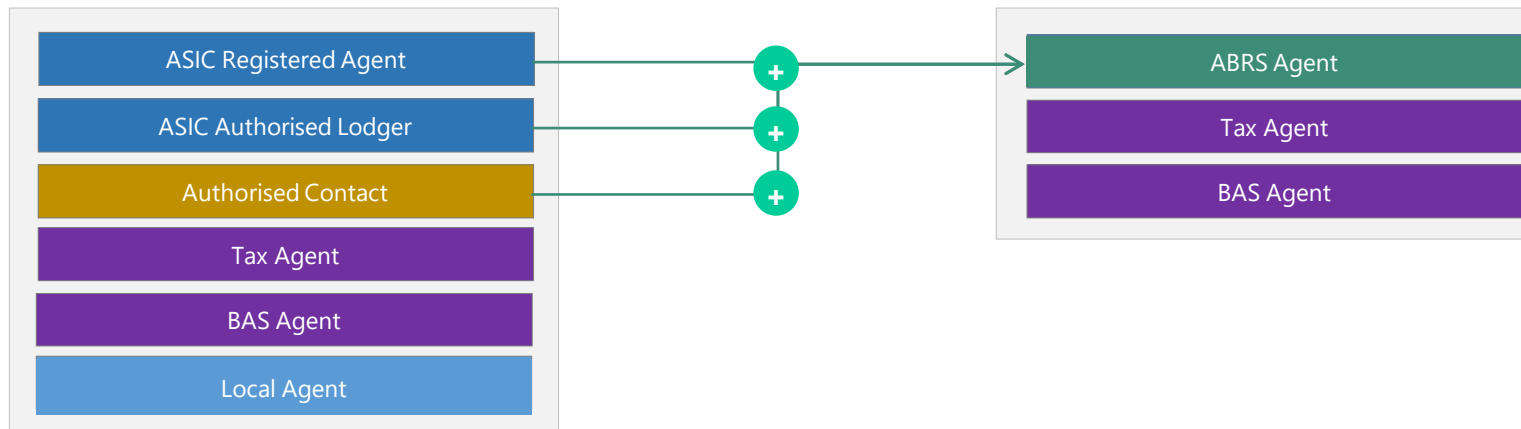 ASIC Registered Agent
ASIC Authorised Lodger
Authorised Contact
Tax Agent
BAS Agent
Local Agent
+
+
+
ABRS Agent
Tax Agent
BAS Agent